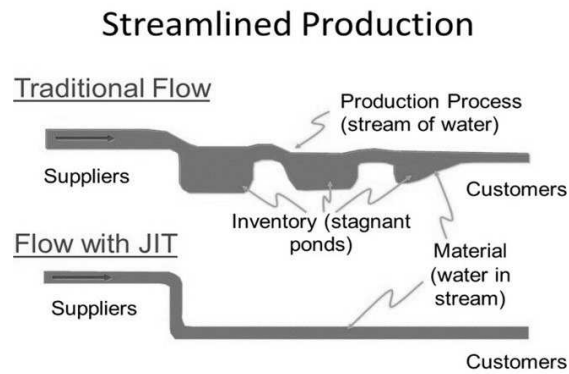 Streamlined Production
Traditional Flow
Production Process
(stream of water)
Suppliers
Customers
Inventory (stagnant
ponds)
Flow with JIT
Material
(water in
stream)
Suppliers
Customers